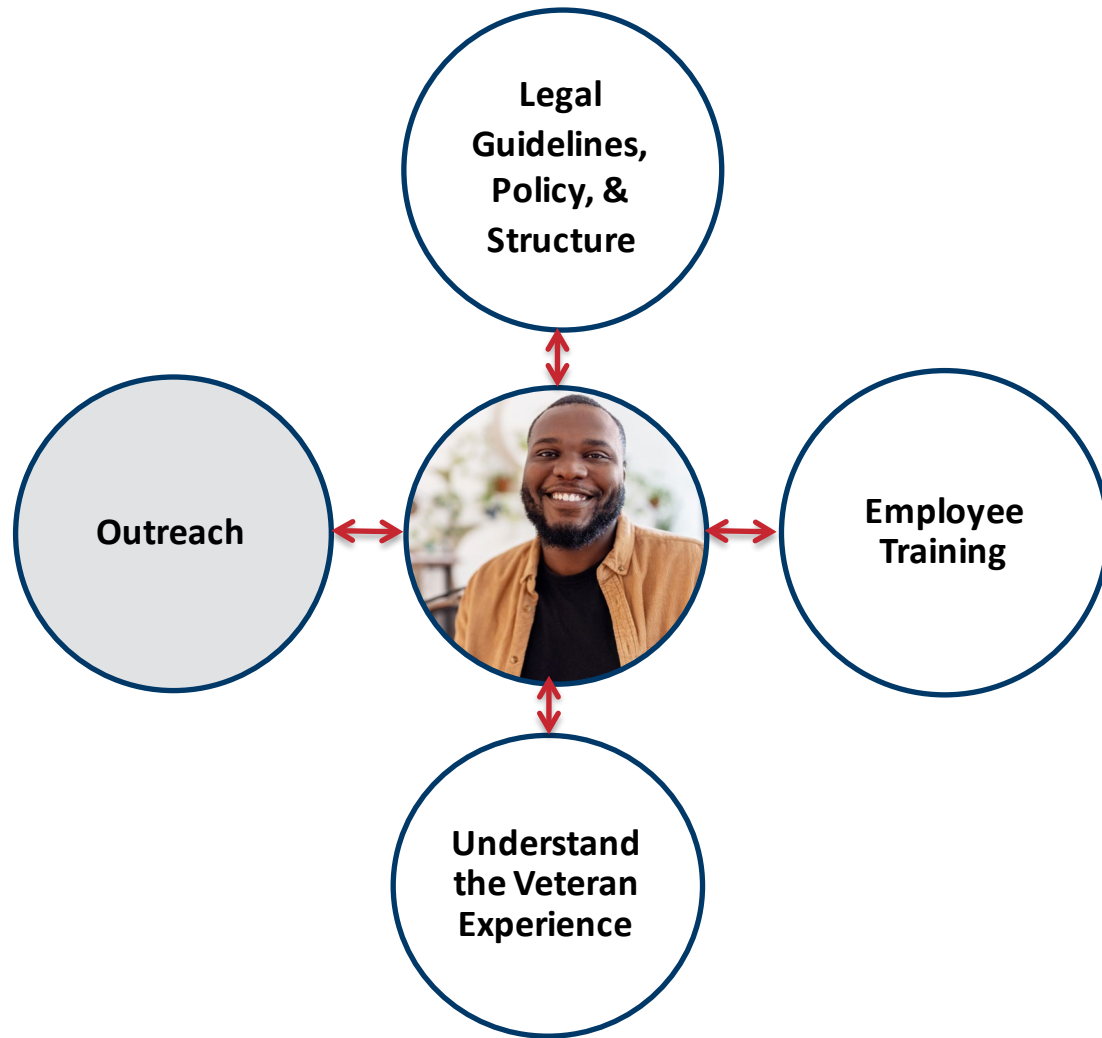 Legal
Guidelines,
Policy, &
Structure
Outreach
Employee
Training
Understand
the Veteran
Experience